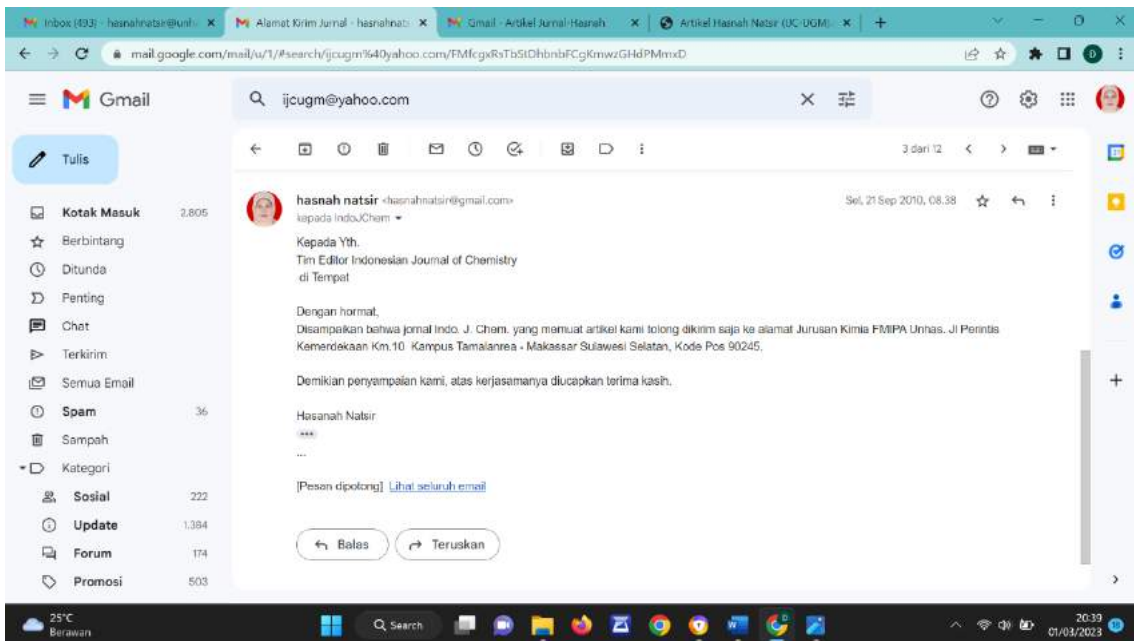 Inbox (493) - hasnahnatsir@unh
Alamat Kirim Jurnal - hasnahnats
Gmail - Artikel Jurnal-Hasnah
Artikel Hasnah Natsir (IJC-UGM)
mail.google.com/mail/u/1/#search/ijcugm%40yahoo.com/
Gmail
ijcugm@yahoo.com
Tulis
3 dari 12
Kotak Masuk 2.805
Berbintang
Ditunda
Penting
Chat
Terkirim
Semua Email
Spam 36
Sampah
Kategori
Sosial 222
Update 1.384
Forum 174
Promosi 503
hasnah natsir <hasnahnatsir@gmail.com>
Sel, 21 Sep 2010, 08.38
kepada IndoJChem
Kepada Yth.
Tim Editor Indonesian Journal of Chemistry
di Tempat
Dengan hormat,
Disampaikan bahwa jornal Indo. J. Chem. yang memuat artikel kami tolong dikirim saja ke alamat Jurusan Kimia FMIPA Unhas. Jl Perintis
Kemerdekaan Km.10 Kampus Tamalanrea - Makassar Sulawesi Selatan, Kode Pos 90245.
Demikian penyampaian kami, atas kerjasamanya diucapkan terima kasih.
Hasanah Natsir
...
[Pesan dipotong] Lihat seluruh email
Balas
Teruskan
25°C
Berawan
Search
20:39
01/03/2023